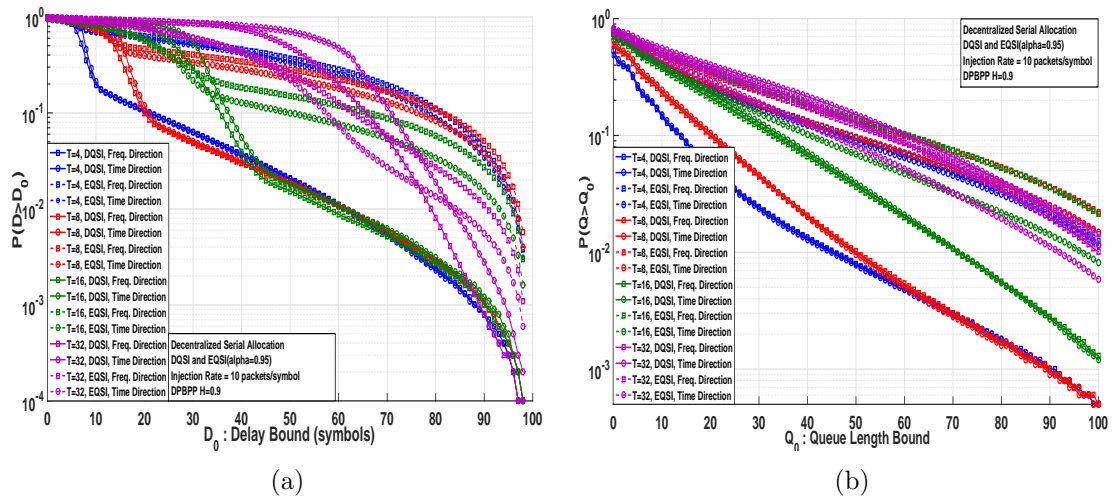 10^0
10^-1
10^-2
10^-3
10^-4
P(D>D_0)
0 10 20 30 40 50 60 70 80 90 100
D_0 : Delay Bound (symbols)
T=4, DQSI, Freq. Direction
T=4, DQSI, Time Direction
T=4, EQSI, Freq. Direction
T=4, EQSI, Time Direction
T=8, DQSI, Freq. Direction
T=8, DQSI, Time Direction
T=8, EQSI, Freq. Direction
T=8, EQSI, Time Direction
T=16, DQSI, Freq. Direction
T=16, DQSI, Time Direction
T=16, EQSI, Freq. Direction
T=16, EQSI, Time Direction
T=32, DQSI, Freq. Direction
T=32, DQSI, Time Direction
T=32, EQSI, Freq. Direction
T=32, EQSI, Time Direction
Decentralized Serial Allocation
DQSI and EQSI(alpha=0.95)
Injection Rate = 10 packets/symbol
DPBPP H=0.9
(a)
10^0
10^-1
10^-2
10^-3
P(Q>Q_0)
0 10 20 30 40 50 60 70 80 90 100
Q_0 : Queue Length Bound
Decentralized Serial Allocation
DQSI and EQSI(alpha=0.95)
Injection Rate = 10 packets/symbol
DPBPP H=0.9
T=4, DQSI, Freq. Direction
T=4, DQSI, Time Direction
T=4, EQSI, Freq. Direction
T=4, EQSI, Time Direction
T=8, DQSI, Freq. Direction
T=8, DQSI, Time Direction
T=8, EQSI, Freq. Direction
T=8, EQSI, Time Direction
T=16, DQSI, Freq. Direction
T=16, DQSI, Time Direction
T=16, EQSI, Freq. Direction
T=16, EQSI, Time Direction
T=32, DQSI, Freq. Direction
T=32, DQSI, Time Direction
T=32, EQSI, Freq. Direction
T=32, EQSI, Time Direction
(b)